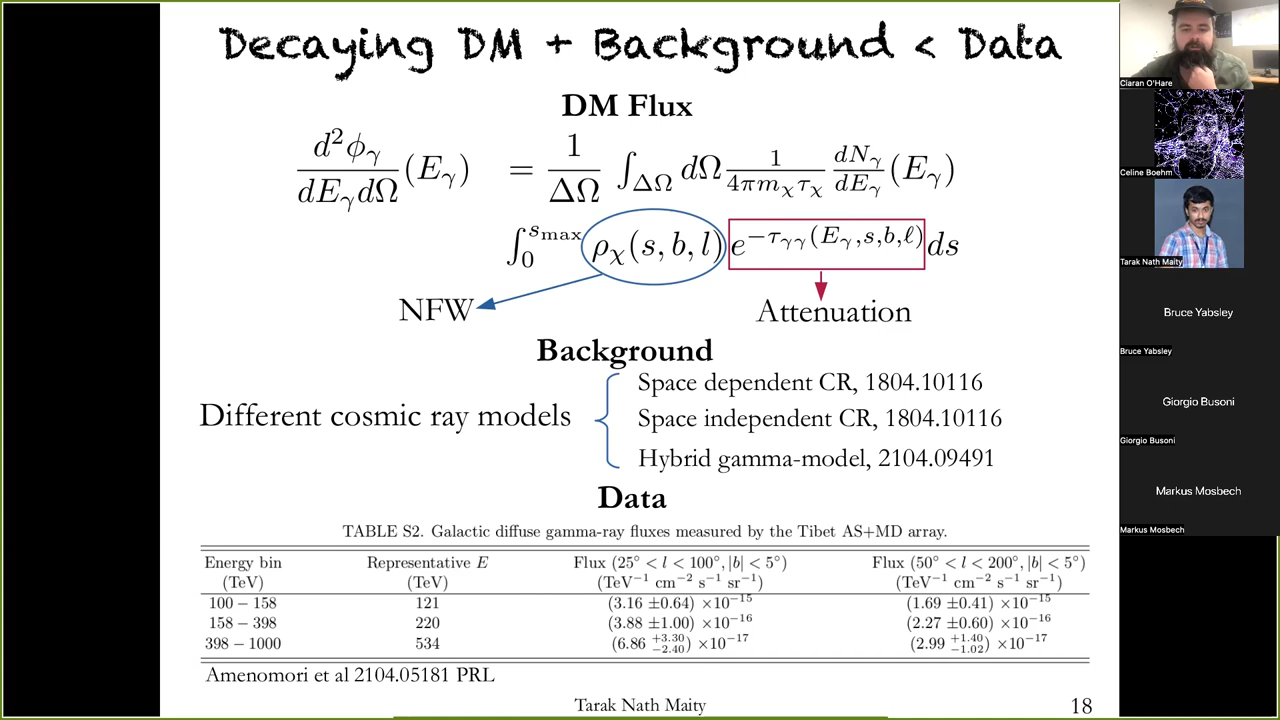 Decaying DM + Background < Data
DM Flux
d²ϕ_γ/(dE_γ dΩ) (E_γ) = 1/ΔΩ ∫_ΔΩ dΩ 1/(4πm_χ τ_χ) dN_γ/dE_γ (E_γ)
∫_0^{s_max} ρ_χ(s, b, l) e^{−τ_γγ(E_γ,s,b,ℓ)} ds
NFW
Attenuation
Background
Different cosmic ray models
Space dependent CR, 1804.10116
Space independent CR, 1804.10116
Hybrid gamma-model, 2104.09491
Data
TABLE S2. Galactic diffuse gamma-ray fluxes measured by the Tibet AS+MD array.
Energy bin Representative E Flux (25° < l < 100°, |b| < 5°) Flux (50° < l < 200°, |b| < 5°)
(TeV) (TeV) (TeV⁻¹ cm⁻² s⁻¹ sr⁻¹) (TeV⁻¹ cm⁻² s⁻¹ sr⁻¹)
100 − 158 121 (3.16 ±0.64) ×10⁻¹⁵ (1.69 ±0.41) ×10⁻¹⁵
158 − 398 220 (3.88 ±1.00) ×10⁻¹⁶ (2.27 ±0.60) ×10⁻¹⁶
398 − 1000 534 (6.86 +3.30 −2.40) ×10⁻¹⁷ (2.99 +1.40 −1.02) ×10⁻¹⁷
Amenomori et al 2104.05181 PRL
Tarak Nath Maity
18
Ciaran O'Hare
Celine Boehm
Tarak Nath Maity
Bruce Yabsley
Bruce Yabsley
Giorgio Busoni
Giorgio Busoni
Markus Mosbech
Markus Mosbech